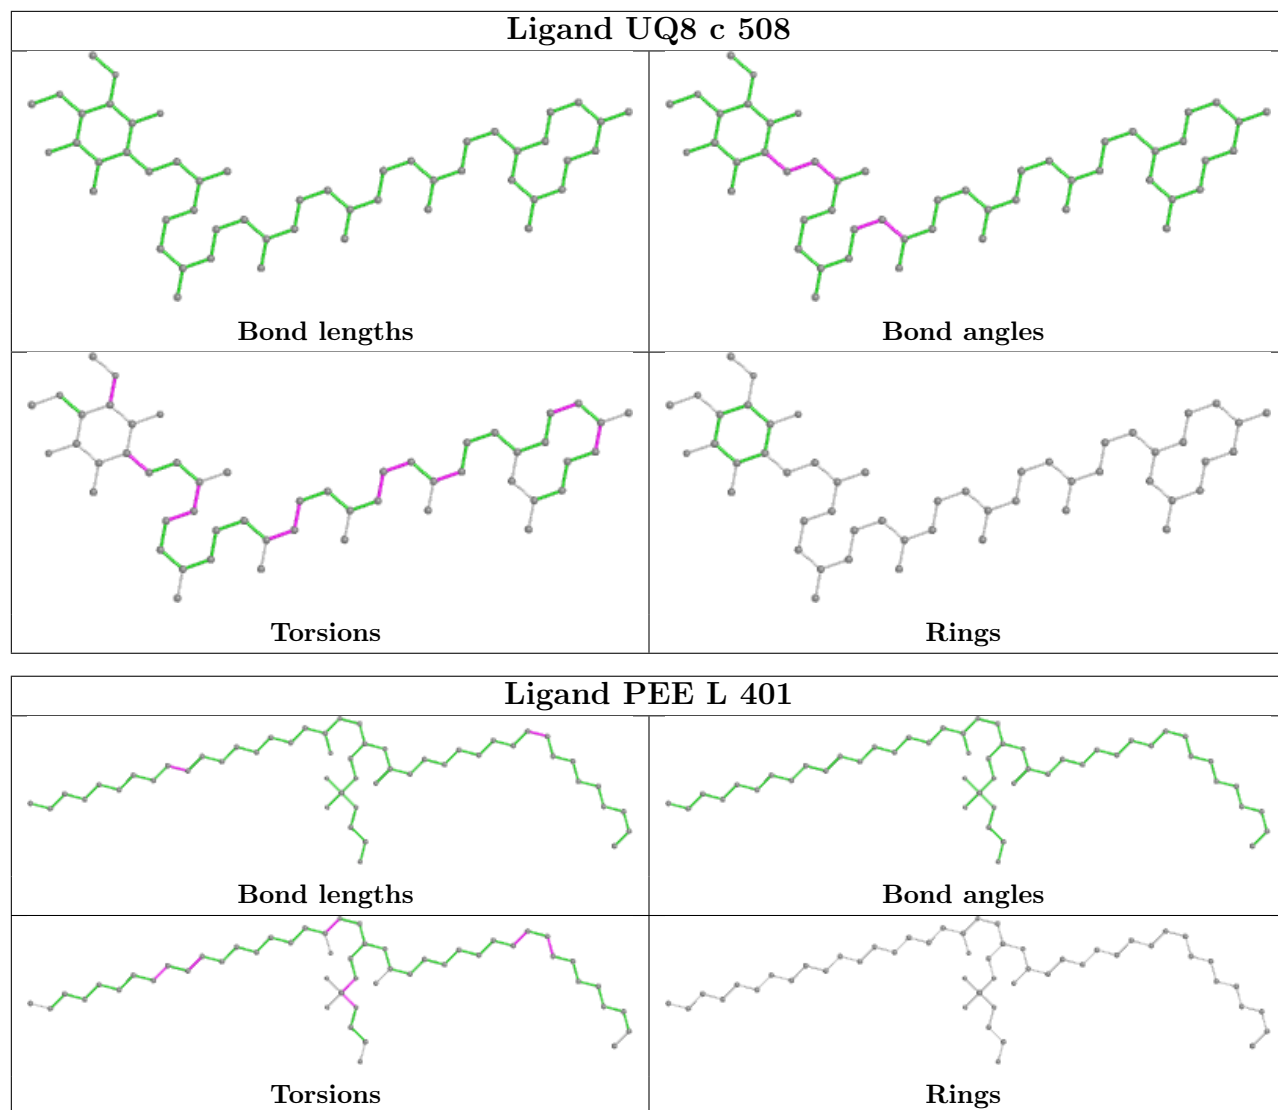 Ligand UQ8 c 508
Bond lengths
Bond angles
Torsions
Rings
Ligand PEE L 401
Bond lengths
Bond angles
Torsions
Rings